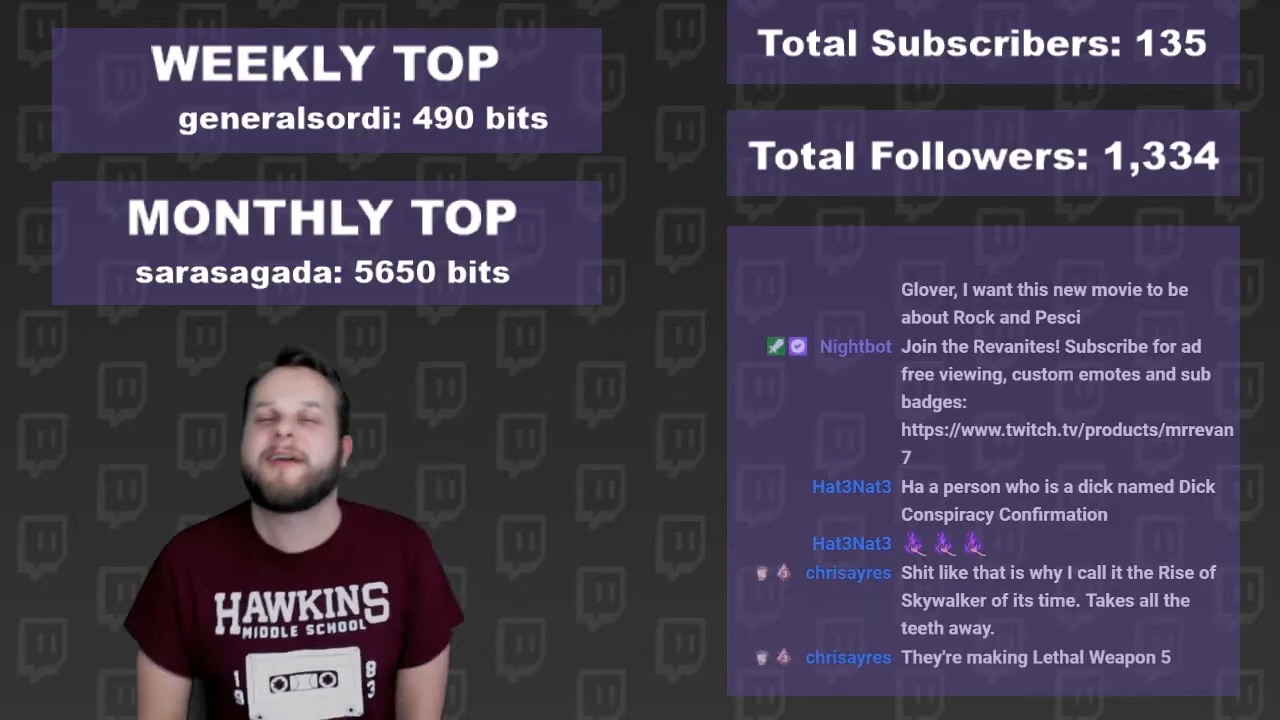 WEEKLY TOP
generalsordi: 490 bits
MONTHLY TOP
sarasagada: 5650 bits
HAWKINS
MIDDLE SCHOOL
19 83
Total Subscribers: 135
Total Followers: 1,334
Glover, I want this new movie to be
about Rock and Pesci
Nightbot Join the Revanites! Subscribe for ad
free viewing, custom emotes and sub
badges:
https://www.twitch.tv/products/mrrevan
7
Hat3Nat3 Ha a person who is a dick named Dick
Conspiracy Confirmation
Hat3Nat3
chrisayres Shit like that is why I call it the Rise of
Skywalker of its time. Takes all the
teeth away.
chrisayres They're making Lethal Weapon 5